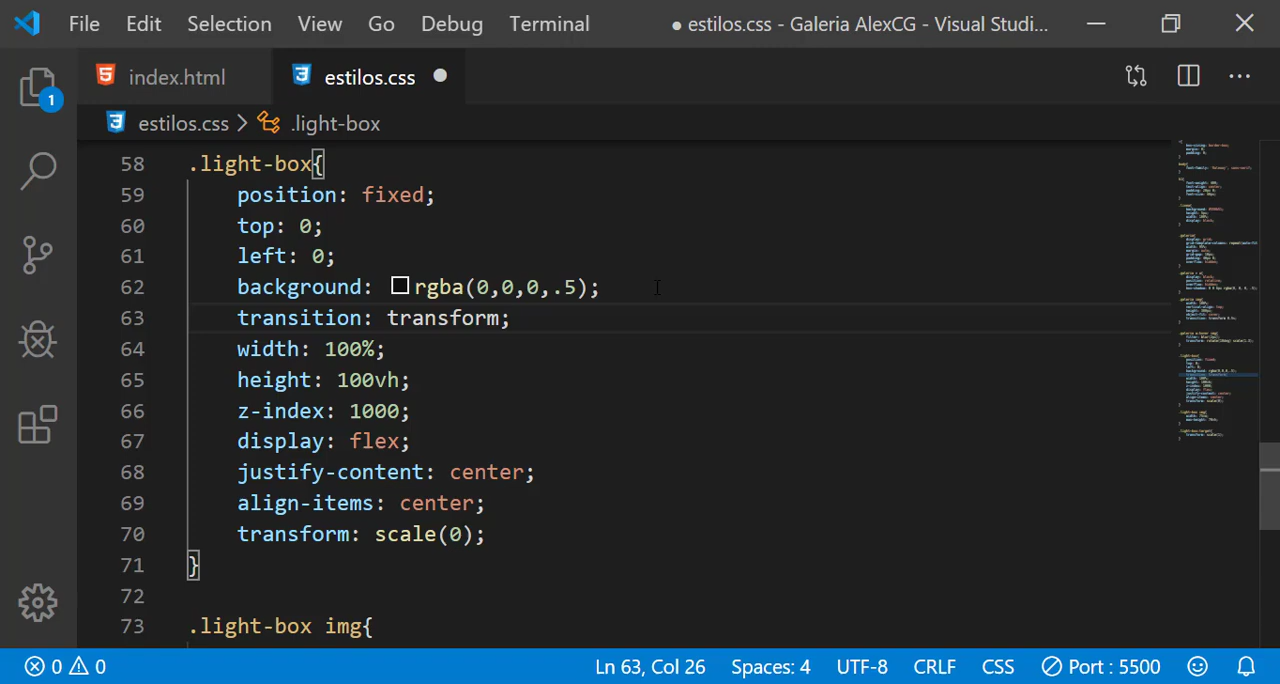 File Edit Selection View Go Debug Terminal ● estilos.css - Galeria AlexCG - Visual Studi...
index.html estilos.css ●
estilos.css > .light-box
1
58 .light-box{
59 position: fixed;
60 top: 0;
61 left: 0;
62 background: rgba(0,0,0,.5);
63 transition: transform;
64 width: 100%;
65 height: 100vh;
66 z-index: 1000;
67 display: flex;
68 justify-content: center;
69 align-items: center;
70 transform: scale(0);
71 }
72
73 .light-box img{
0 0 Ln 63, Col 26 Spaces: 4 UTF-8 CRLF CSS Port : 5500